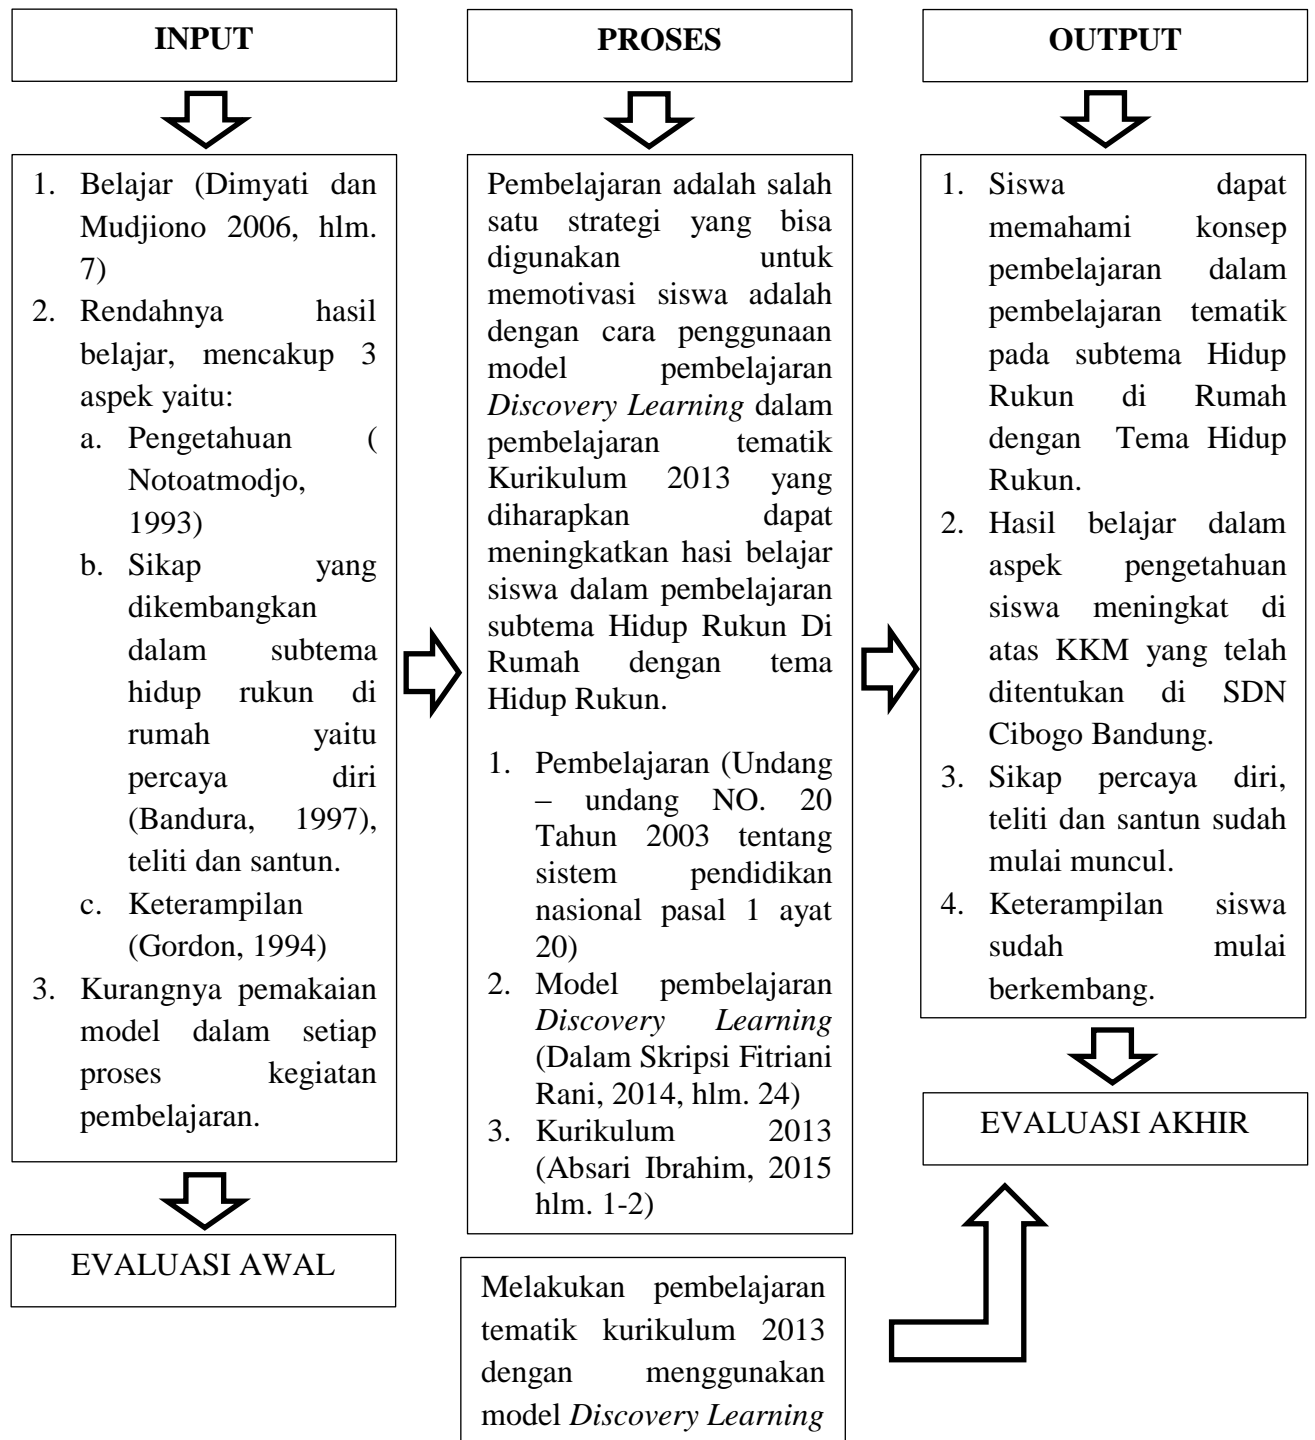 INPUT
1. Belajar (Dimyati dan
Mudjiono 2006, hlm.
7)
2. Rendahnya hasil
belajar, mencakup 3
aspek yaitu:
a. Pengetahuan (
Notoatmodjo,
1993)
b. Sikap yang
dikembangkan
dalam subtema
hidup rukun di
rumah yaitu
percaya diri
(Bandura, 1997),
teliti dan santun.
c. Keterampilan
(Gordon, 1994)
3. Kurangnya pemakaian
model dalam setiap
proses kegiatan
pembelajaran.
EVALUASI AWAL
PROSES
Pembelajaran adalah salah
satu strategi yang bisa
digunakan untuk
memotivasi siswa adalah
dengan cara penggunaan
model pembelajaran
Discovery Learning dalam
pembelajaran tematik
Kurikulum 2013 yang
diharapkan dapat
meningkatkan hasi belajar
siswa dalam pembelajaran
subtema Hidup Rukun Di
Rumah dengan tema
Hidup Rukun.
1. Pembelajaran (Undang
– undang NO. 20
Tahun 2003 tentang
sistem pendidikan
nasional pasal 1 ayat
20)
2. Model pembelajaran
Discovery Learning
(Dalam Skripsi Fitriani
Rani, 2014, hlm. 24)
3. Kurikulum 2013
(Absari Ibrahim, 2015
hlm. 1-2)
Melakukan pembelajaran
tematik kurikulum 2013
dengan menggunakan
model Discovery Learning
OUTPUT
1. Siswa dapat
memahami konsep
pembelajaran dalam
pembelajaran tematik
pada subtema Hidup
Rukun di Rumah
dengan Tema Hidup
Rukun.
2. Hasil belajar dalam
aspek pengetahuan
siswa meningkat di
atas KKM yang telah
ditentukan di SDN
Cibogo Bandung.
3. Sikap percaya diri,
teliti dan santun sudah
mulai muncul.
4. Keterampilan siswa
sudah mulai
berkembang.
EVALUASI AKHIR